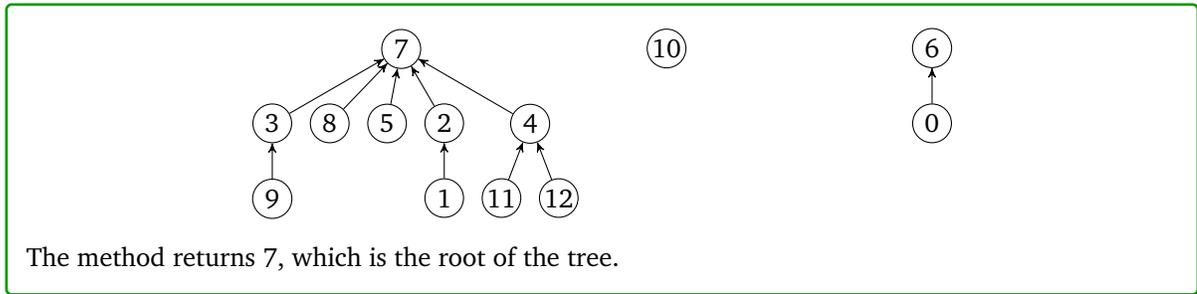 7 10 6
3 8 5 2 4 0
9 1 11 12
The method returns 7, which is the root of the tree.